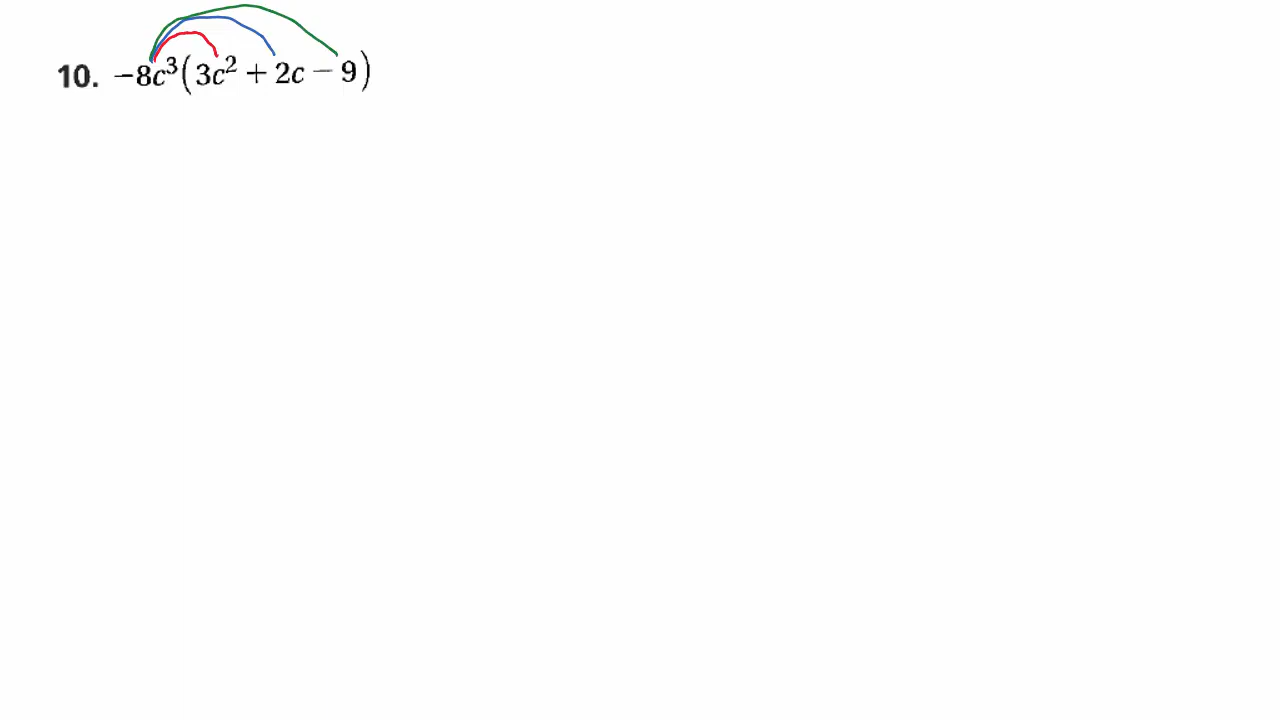 10. −8c³(3c² + 2c − 9)